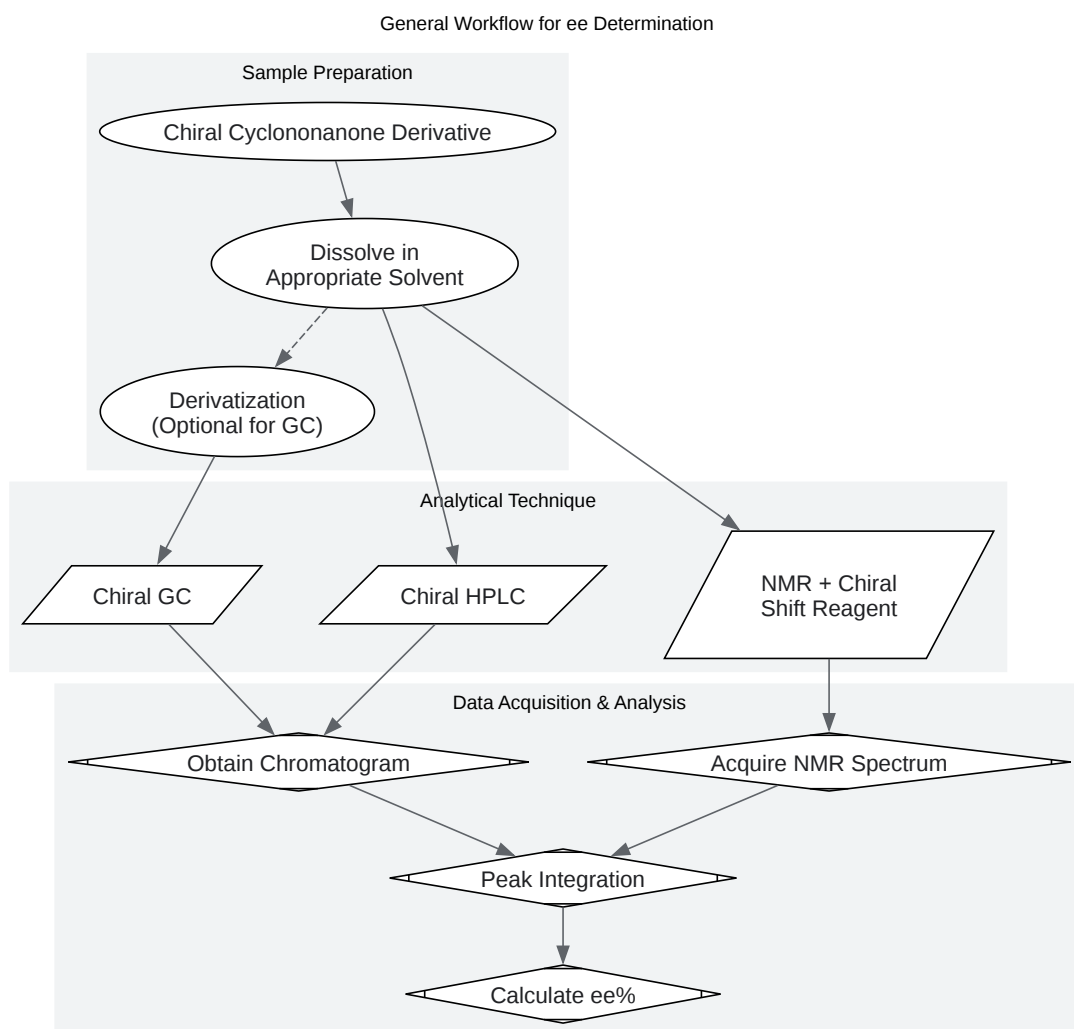 General Workflow for ee Determination
Sample Preparation
Chiral Cyclononanone Derivative
Dissolve in
Appropriate Solvent
Derivatization
(Optional for GC)
Analytical Technique
Chiral GC
Chiral HPLC
NMR + Chiral
Shift Reagent
Data Acquisition & Analysis
Obtain Chromatogram
Acquire NMR Spectrum
Peak Integration
Calculate ee%